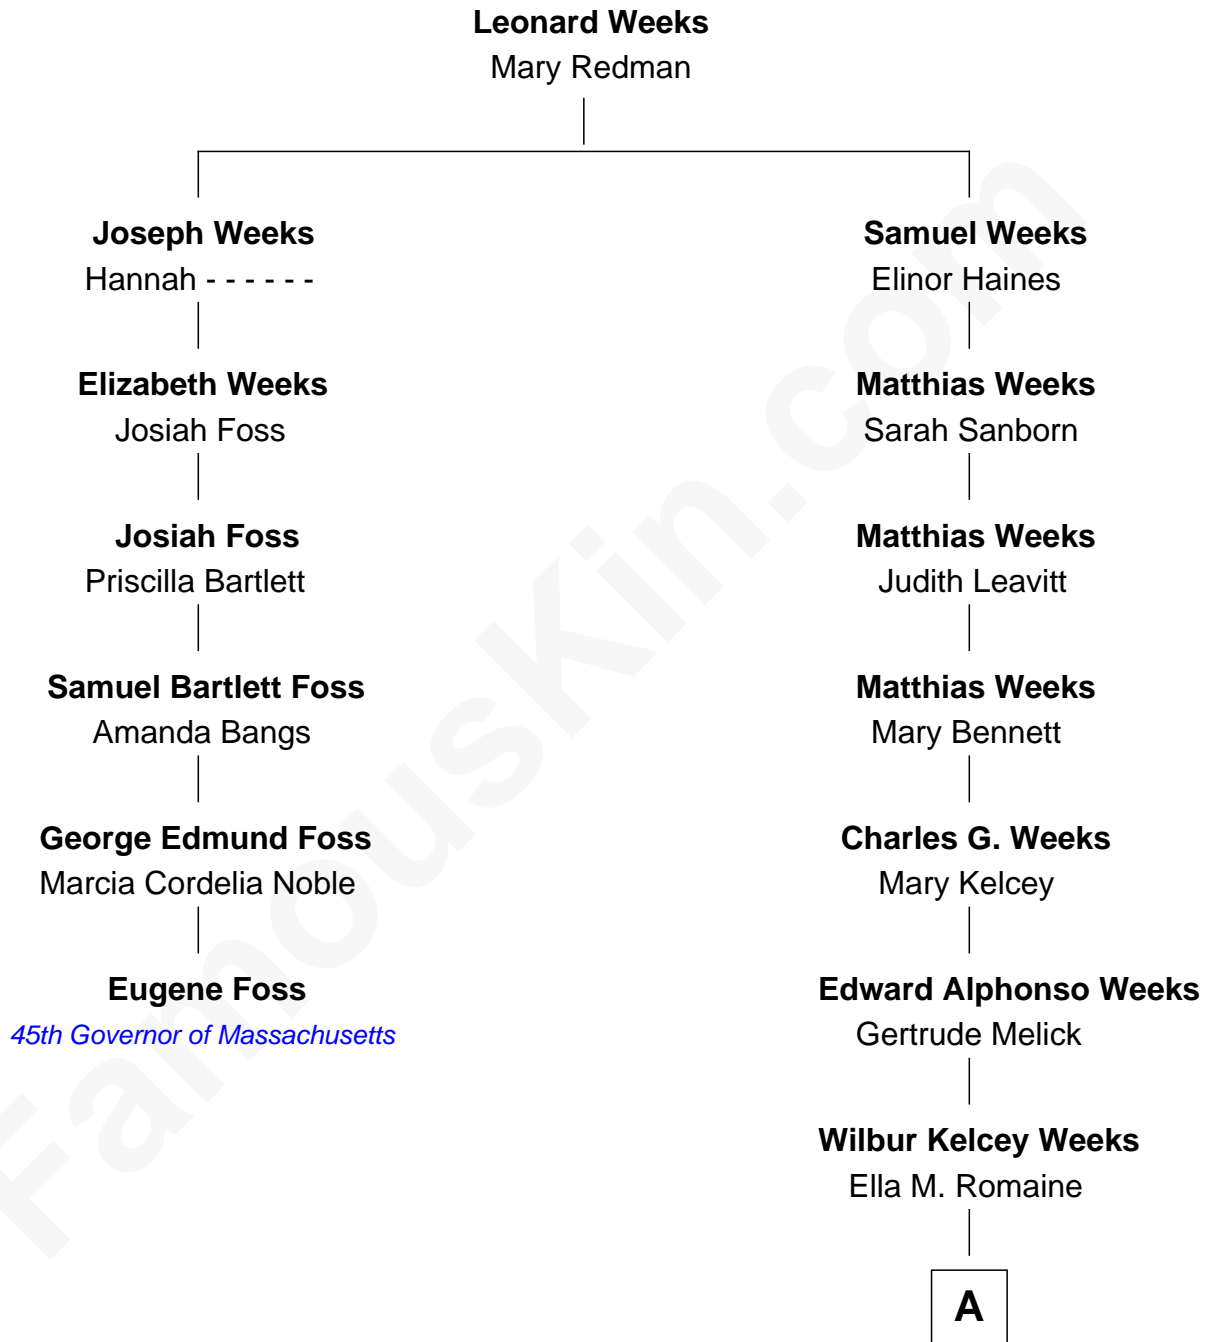 Leonard Weeks
Mary Redman
Joseph Weeks
Hannah - - - - - -
Samuel Weeks
Elinor Haines
Elizabeth Weeks
Josiah Foss
Matthias Weeks
Sarah Sanborn
Josiah Foss
Priscilla Bartlett
Matthias Weeks
Judith Leavitt
Samuel Bartlett Foss
Amanda Bangs
Matthias Weeks
Mary Bennett
George Edmund Foss
Marcia Cordelia Noble
Charles G. Weeks
Mary Kelcey
Eugene Foss
45th Governor of Massachusetts
Edward Alphonso Weeks
Gertrude Melick
Wilbur Kelcey Weeks
Ella M. Romaine
A
FamousKin.com